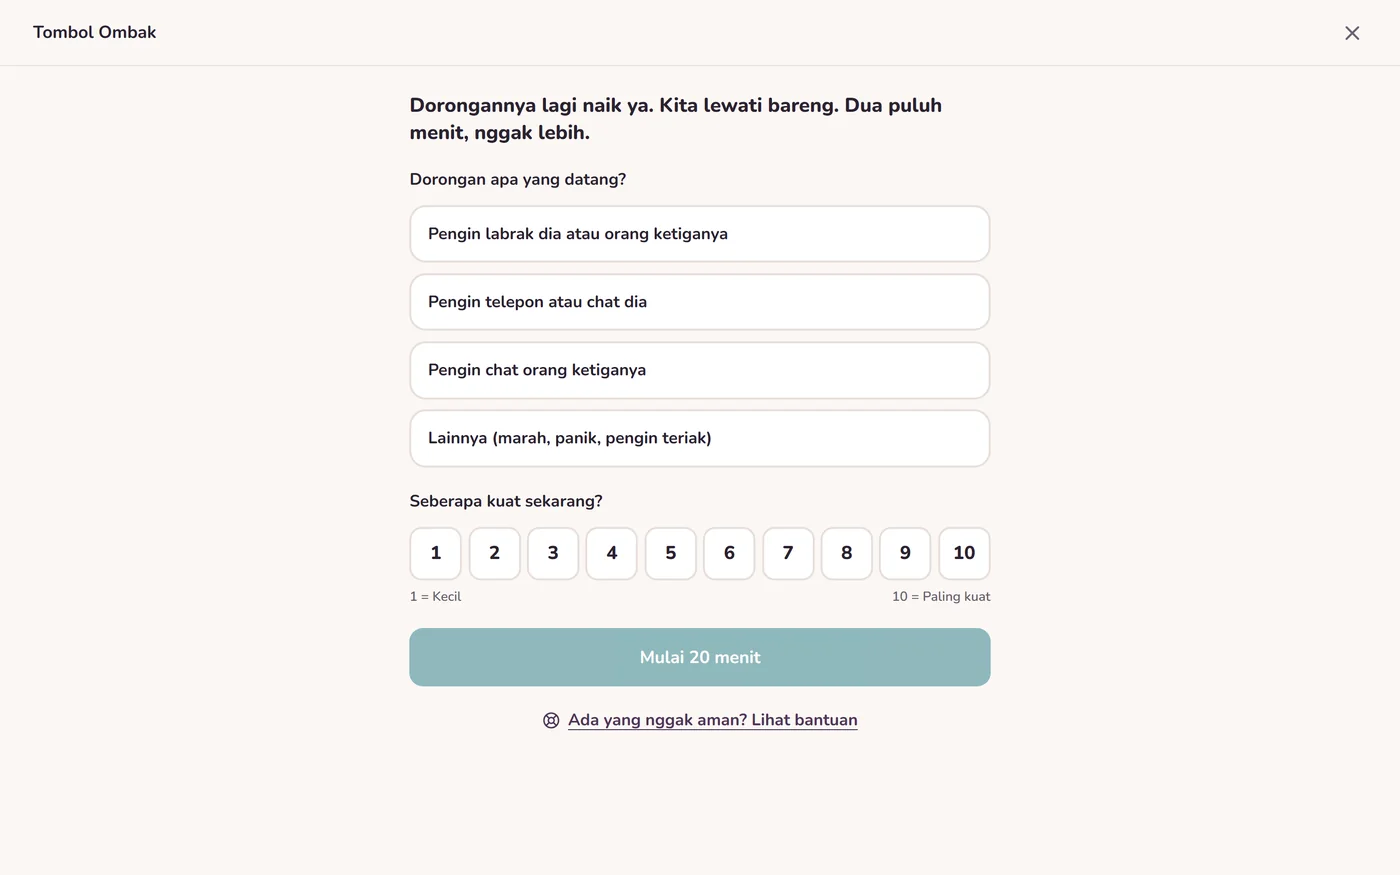 Tombol Ombak
Dorongannya lagi naik ya. Kita lewati bareng. Dua puluh
menit, nggak lebih.
Dorongan apa yang datang?
Pengin labrak dia atau orang ketiganya
Pengin telepon atau chat dia
Pengin chat orang ketiganya
Lainnya (marah, panik, pengin teriak)
Seberapa kuat sekarang?
1 2 3 4 5 6 7 8 9 10
1 = Kecil 10 = Paling kuat
Mulai 20 menit
Ada yang nggak aman? Lihat bantuan